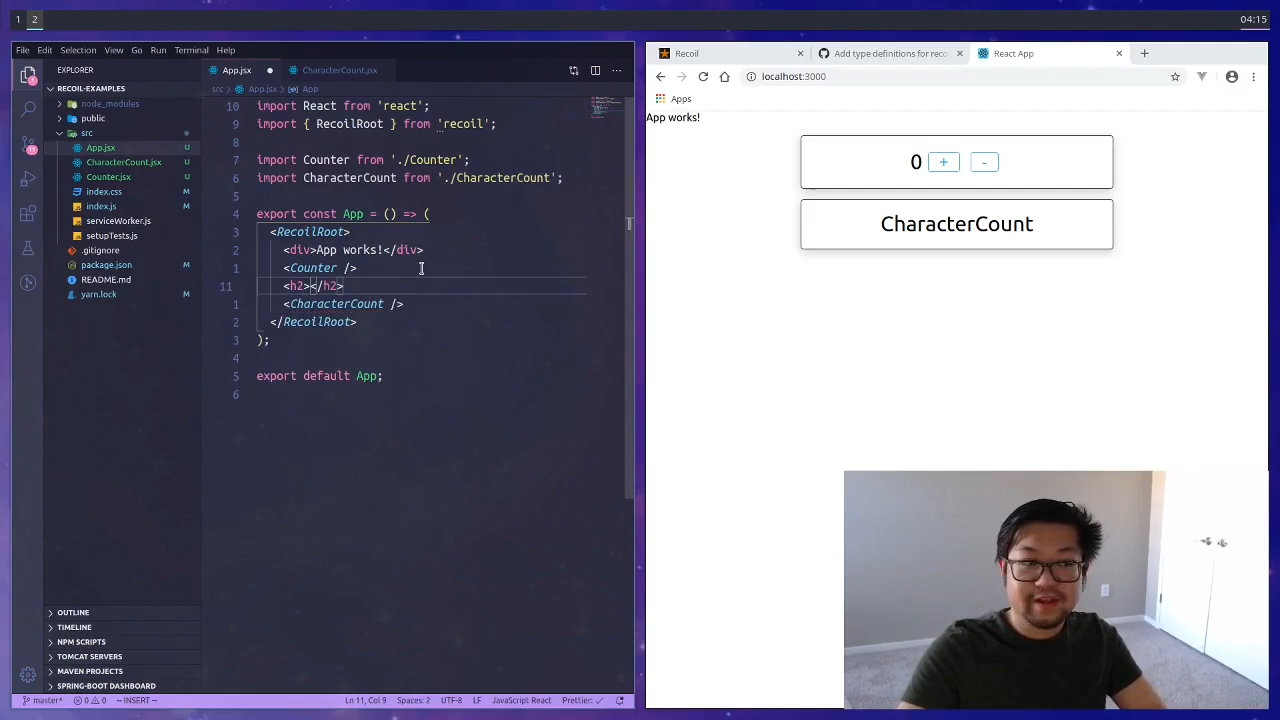 1 2
04:15
File Edit Selection View Go Run Terminal Help
EXPLORER
RECOIL-EXAMPLES
node_modules
public
src
App.jsx U
CharacterCount.jsx U
Counter.jsx U
index.css
index.js
serviceWorker.js
setupTests.js
.gitignore
package.json
README.md
yarn.lock
OUTLINE
TIMELINE
NPM SCRIPTS
MAVEN PROJECTS
SPRING-BOOT DASHBOARD
App.jsx CharacterCount.jsx
src > App.jsx > App
10 import React from 'react';
9 import { RecoilRoot } from 'recoil';
8
7 import Counter from './Counter';
6 import CharacterCount from './CharacterCount';
5
4 export const App = () => (
3 <RecoilRoot>
2 <div>App works!</div>
1 <Counter />
11 <h2></h2>
1 <CharacterCount />
2 </RecoilRoot>
3 );
4
5 export default App;
6
master* 0 0 -- INSERT -- Ln 11, Col 9 Spaces: 2 UTF-8 LF JavaScript React Prettier: ✓
Recoil Add type definitions for reco React App
localhost:3000
Apps
App works!
0 + -
CharacterCount